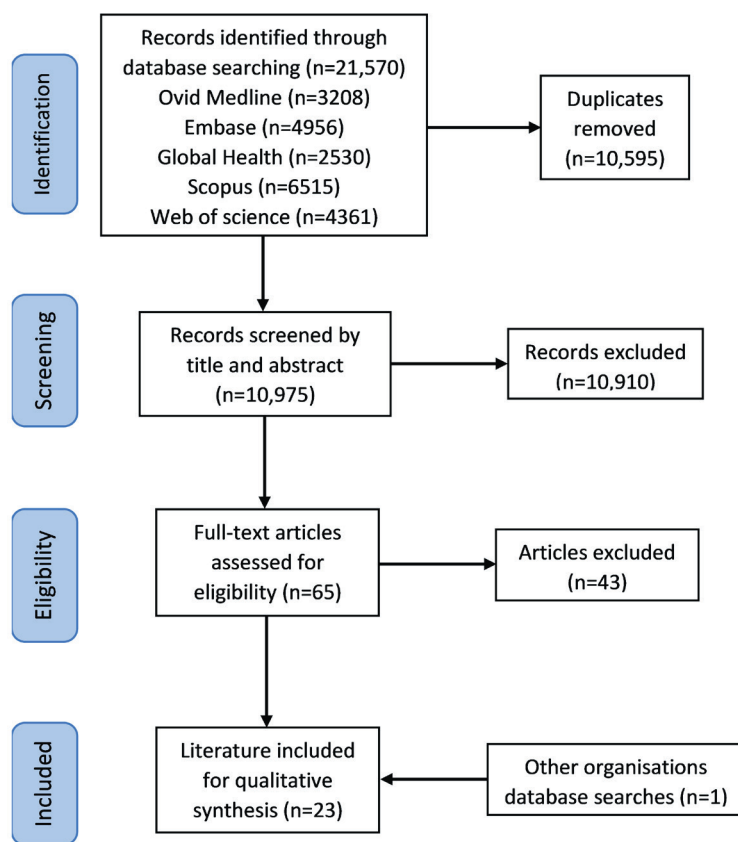 Identification
Records identified through
database searching (n=21,570)
Ovid Medline (n=3208)
Embase (n=4956)
Global Health (n=2530)
Scopus (n=6515)
Web of science (n=4361)
Duplicates
removed
(n=10,595)
Screening
Records screened by
title and abstract
(n=10,975)
Records excluded
(n=10,910)
Eligibility
Full-text articles
assessed for
eligibility (n=65)
Articles excluded
(n=43)
Included
Literature included
for qualitative
synthesis (n=23)
Other organisations
database searches (n=1)